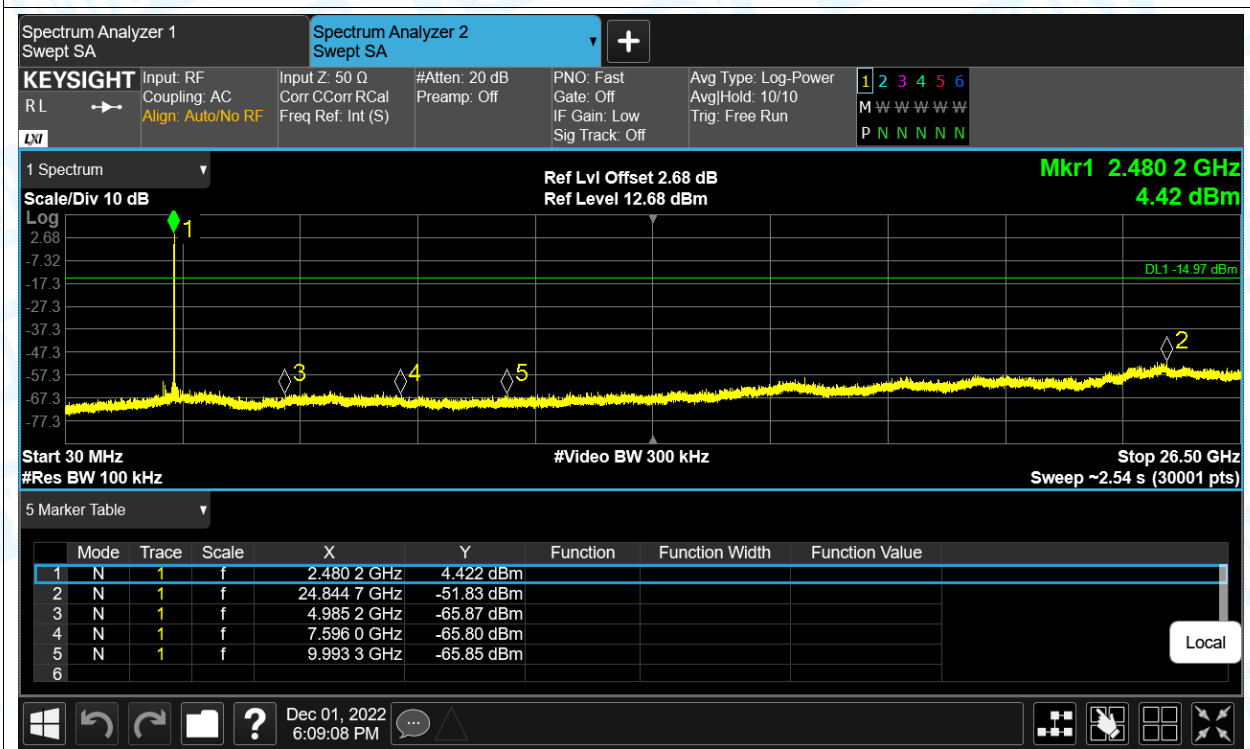 Spectrum Analyzer 1
Swept SA
Spectrum Analyzer 2
Swept SA
KEYSIGHT
R L
LXI
Input: RF
Coupling: AC
Align: Auto/No RF
Input Z: 50 Ω
Corr CCorr RCal
Freq Ref: Int (S)
#Atten: 20 dB
Preamp: Off
PNO: Fast
Gate: Off
IF Gain: Low
Sig Track: Off
Avg Type: Log-Power
Avg|Hold: 10/10
Trig: Free Run
1 2 3 4 5 6
M W W W W W
P N N N N N
1 Spectrum
Scale/Div 10 dB
Ref Lvl Offset 2.68 dB
Ref Level 12.68 dBm
Mkr1 2.480 2 GHz
4.42 dBm
Log
2.68
-7.32
-17.3
-27.3
-37.3
-47.3
-57.3
-67.3
-77.3
1
DL1 -14.97 dBm
2
3
4
5
Start 30 MHz
#Video BW 300 kHz
Stop 26.50 GHz
#Res BW 100 kHz
Sweep ~2.54 s (30001 pts)
5 Marker Table
Mode Trace Scale X Y Function Function Width Function Value
1 N 1 f 2.480 2 GHz 4.422 dBm
2 N 1 f 24.844 7 GHz -51.83 dBm
3 N 1 f 4.985 2 GHz -65.87 dBm
4 N 1 f 7.596 0 GHz -65.80 dBm
5 N 1 f 9.993 3 GHz -65.85 dBm
6
Local
?
Dec 01, 2022
6:09:08 PM